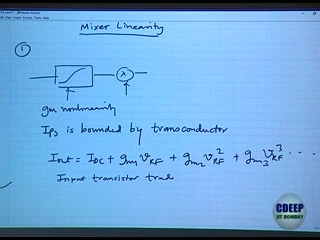 Mixer Linearity
①
X
gm nonlinearity
IP3 is bounded by transconductor
Iout = IDC + gm1 VRF + gm2 VRF² + gm3 VRF³ ....
Input transistor trade
CDEEP
IIT BOMBAY